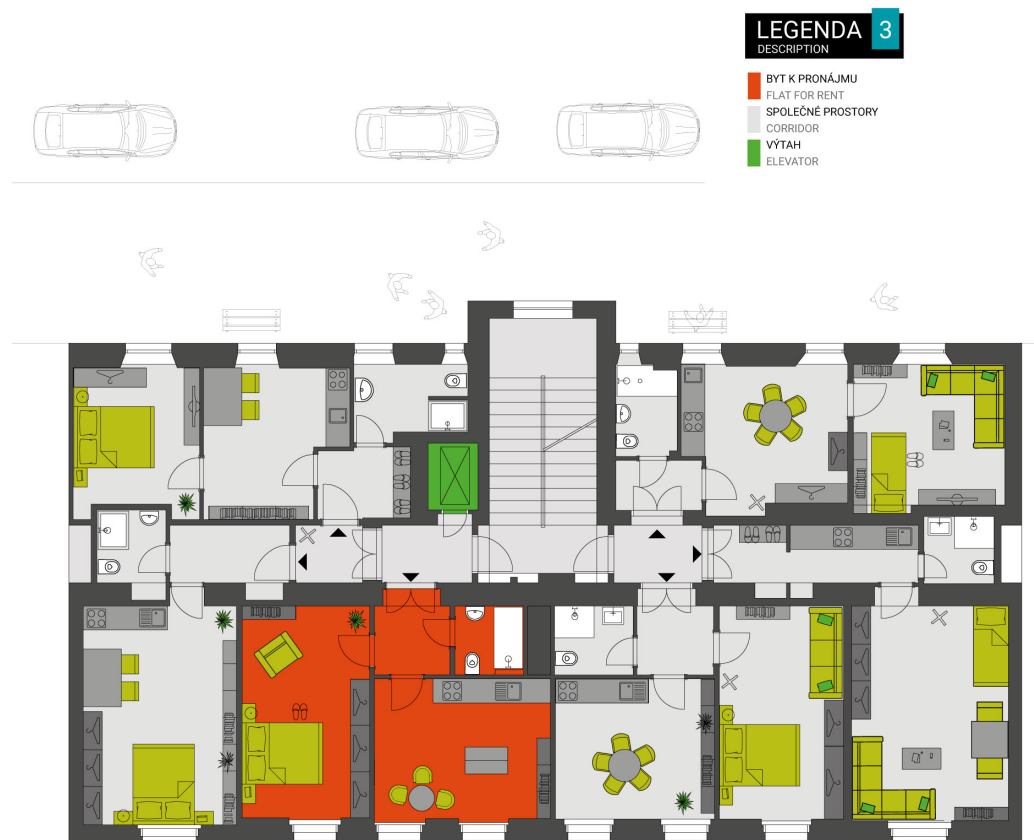 LEGENDA 3
DESCRIPTION
BYT K PRONÁJMU
FLAT FOR RENT
SPOLEČNÉ PROSTORY
CORRIDOR
VÝTAH
ELEVATOR